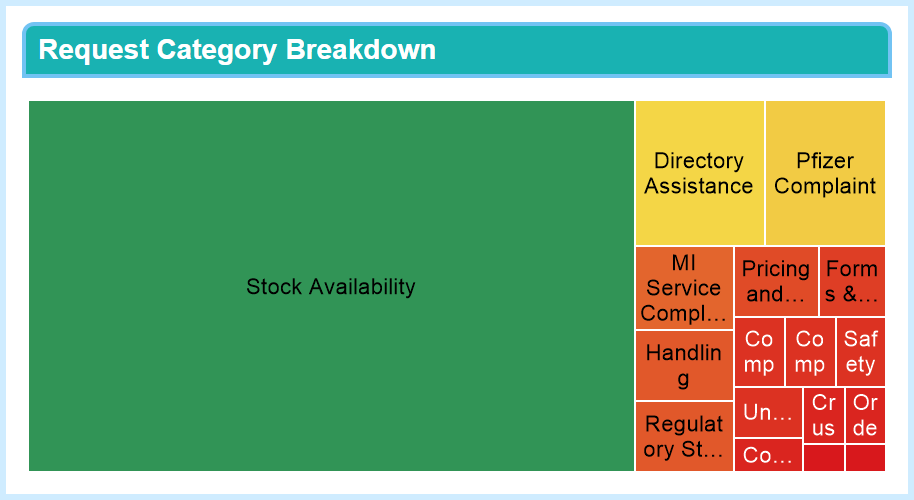 Request Category Breakdown
Stock Availability
Directory
Assistance
Pfizer
Complaint
MI
Service
Compl…
Pricing
and…
Form
s &…
Handlin
g
Co
mp
Co
mp
Saf
ety
Regulat
ory St…
Un…
Cr
us
Or
de
Co…